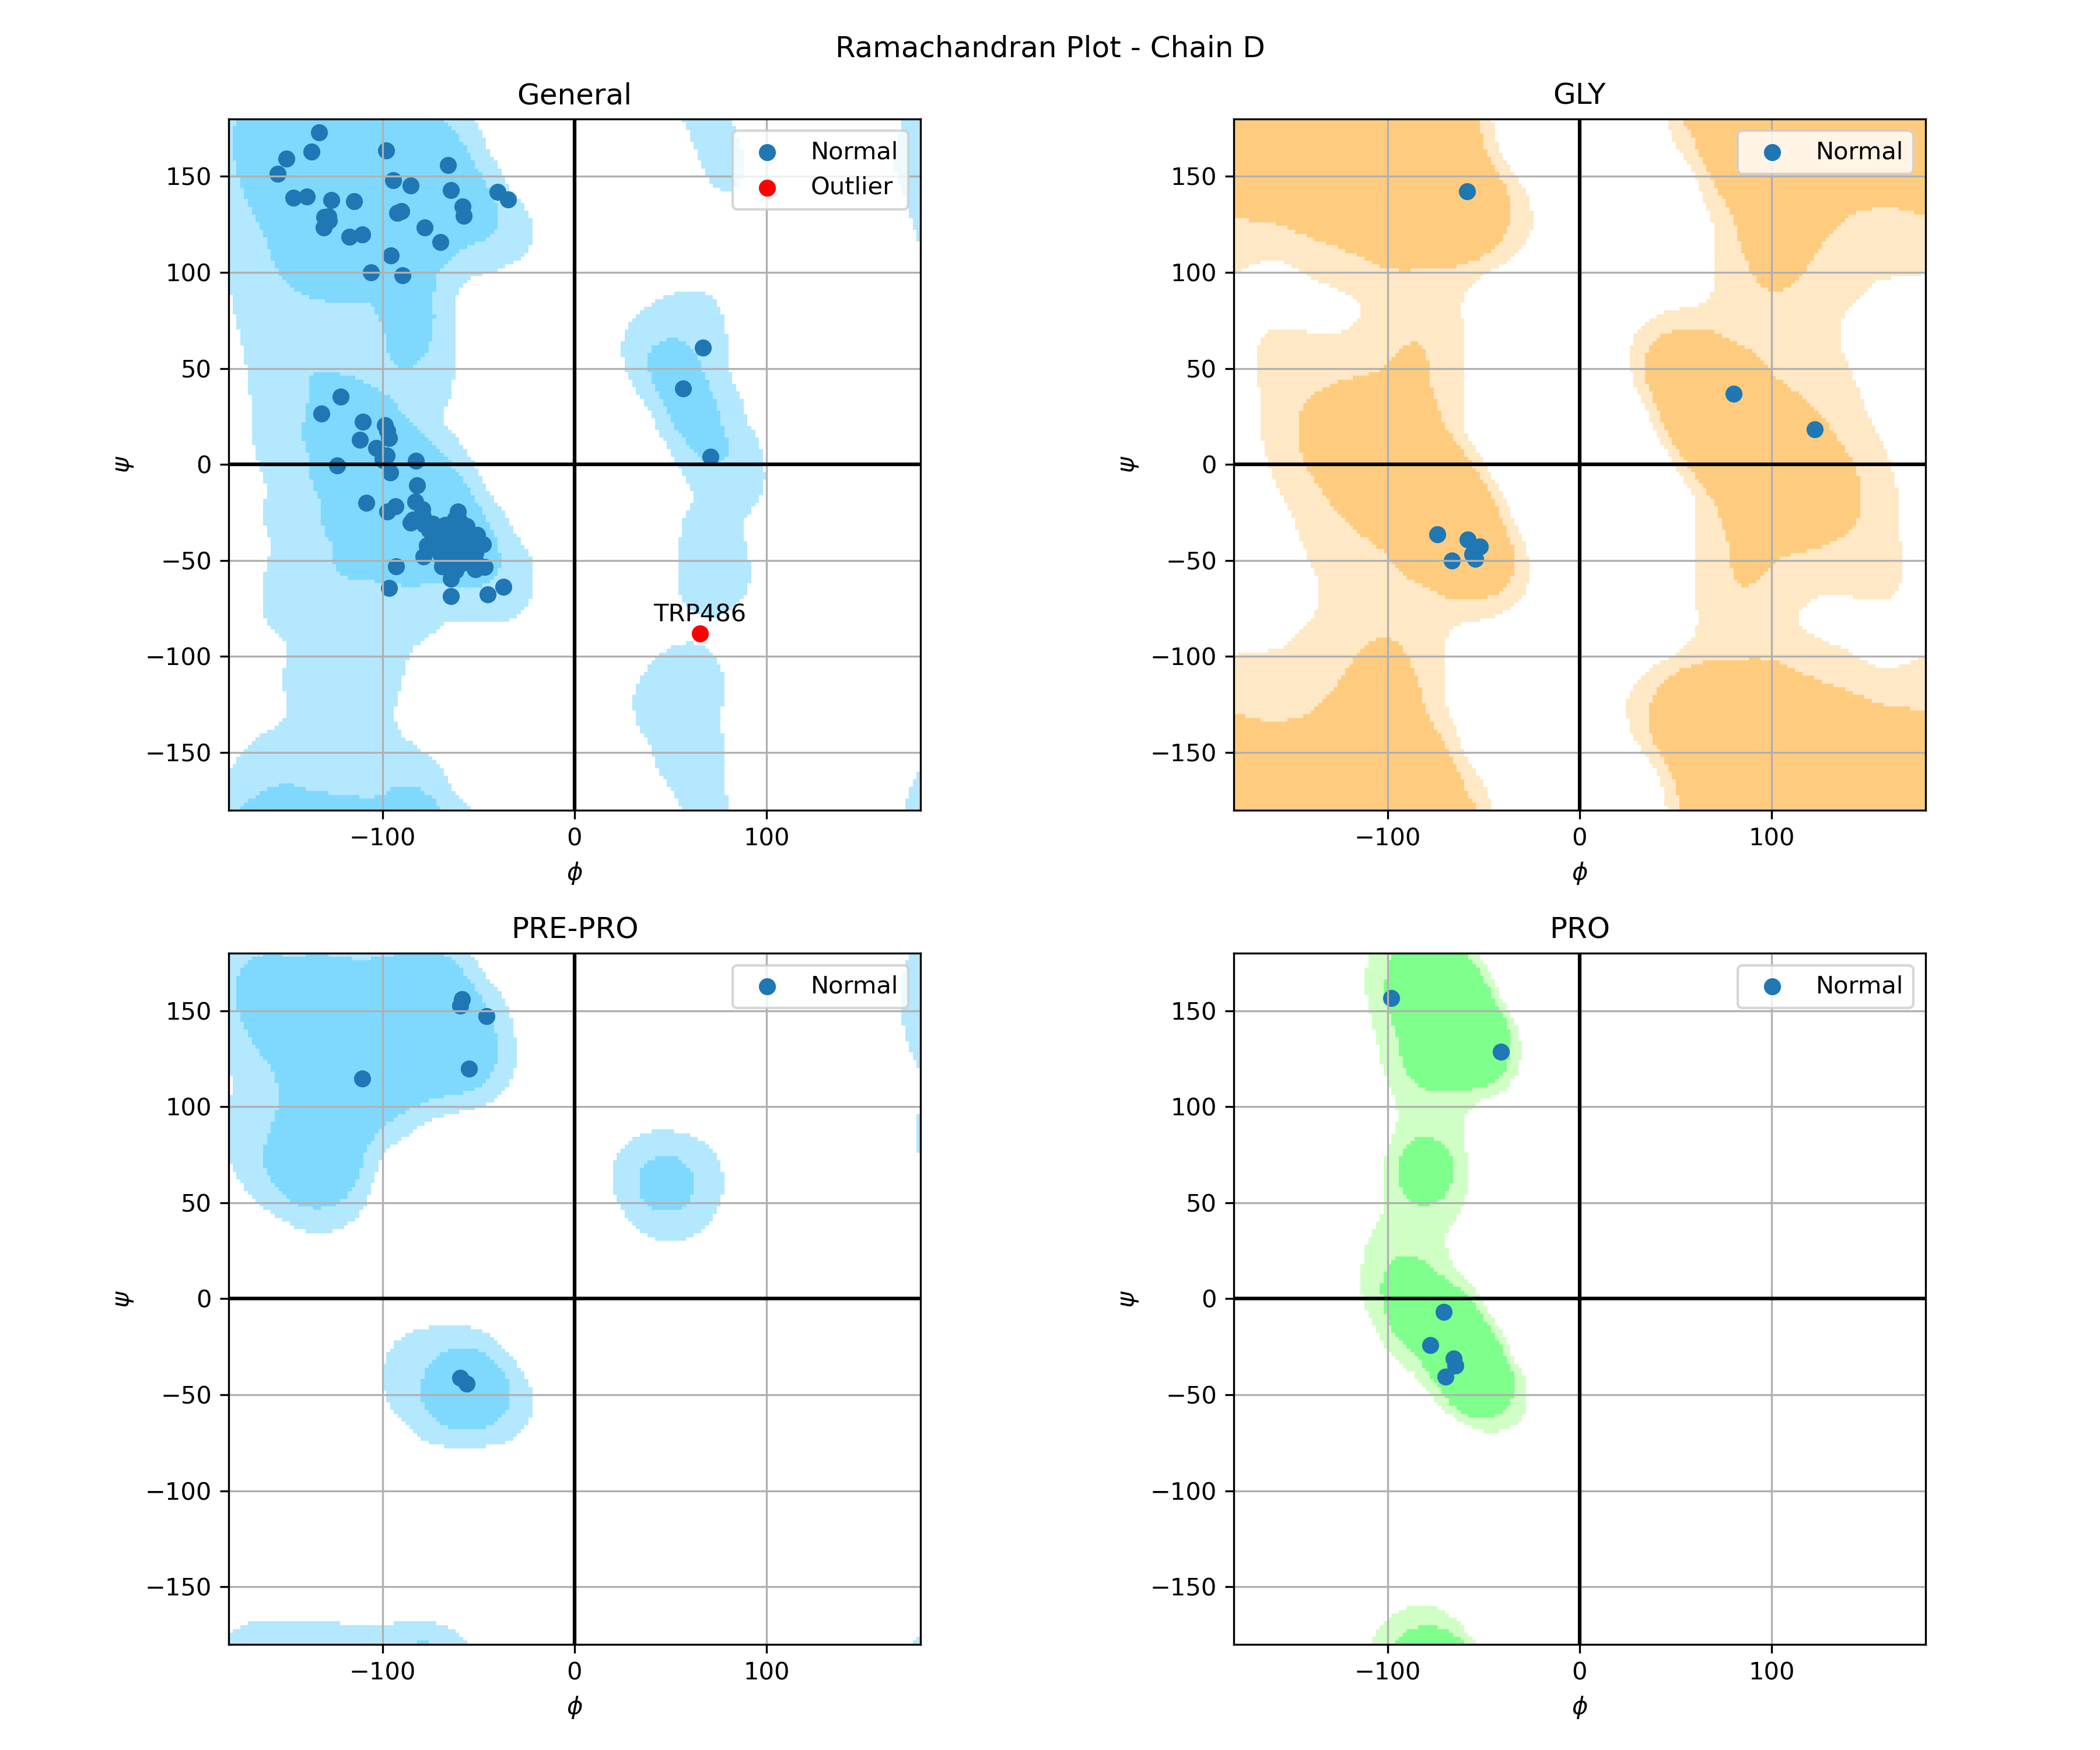 Ramachandran Plot - Chain D
General
Normal
Outlier
TRP486
150
100
50
0
−50
−100
−150
ψ
−100 0 100
ϕ
GLY
Normal
150
100
50
0
−50
−100
−150
ψ
−100 0 100
ϕ
PRE-PRO
Normal
150
100
50
0
−50
−100
−150
ψ
−100 0 100
ϕ
PRO
Normal
150
100
50
0
−50
−100
−150
ψ
−100 0 100
ϕ